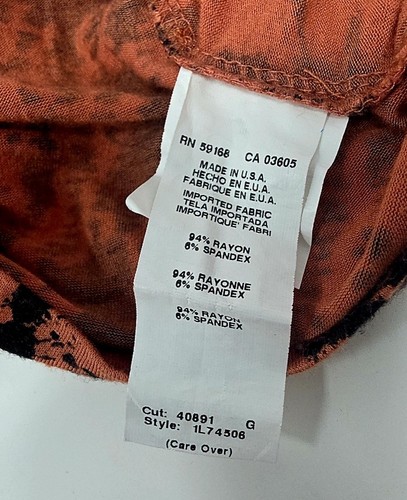 RN 59168 CA 03605
MADE IN U.S.A.
HECHO EN E.U.A.
FABRIQUE EN E.U.A.
IMPORTED FABRIC
TELA IMPORTADA
IMPORTIQUE' FABRI
94% RAYON
6% SPANDEX
94% RAYONNE
6% SPANDEX
94% RAYON
6% SPANDEX
Cut: 40891 G
Style: 1L74506
(Care Over)